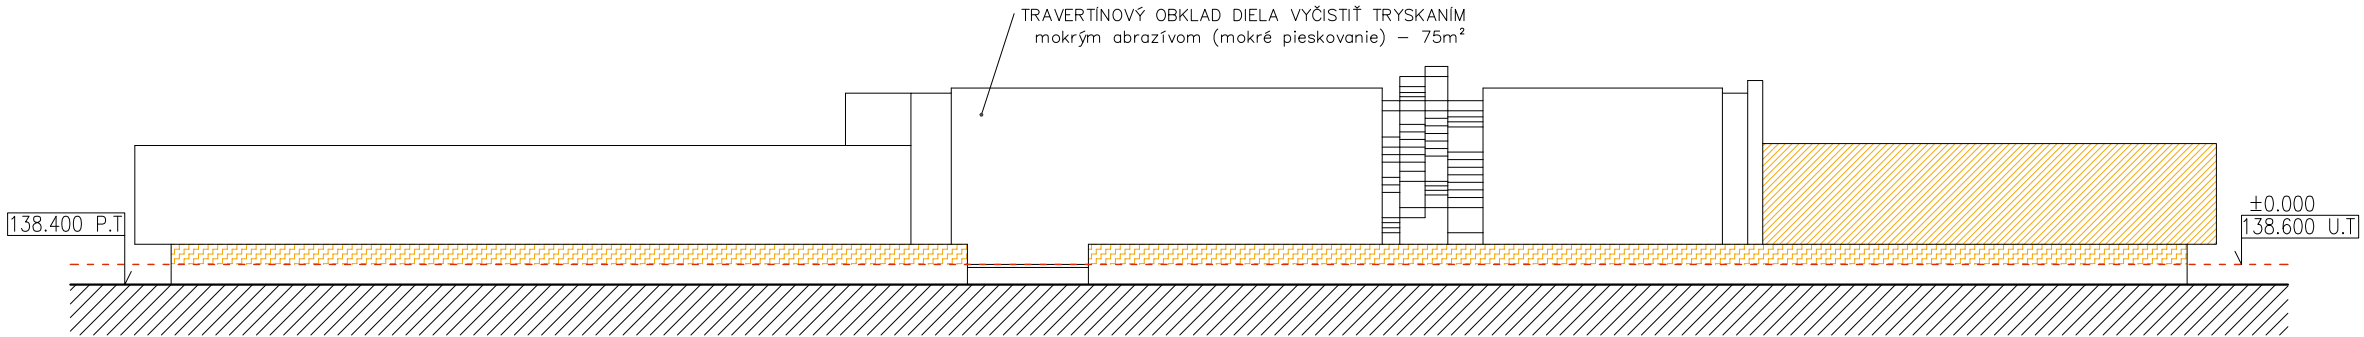 TRAVERTÍNOVÝ OBKLAD DIELA VYČISTIŤ TRYSKANÍM
mokrým abrazívom (mokré pieskovanie) – 75m²
138.400 P.T
±0.000
138.600 U.T